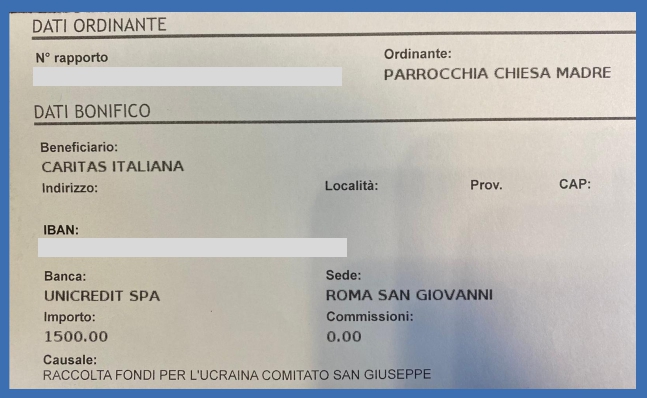 DATI ORDINANTE
N° rapporto Ordinante:
PARROCCHIA CHIESA MADRE
DATI BONIFICO
Beneficiario:
CARITAS ITALIANA
Indirizzo: Località: Prov. CAP:
IBAN:
Banca: Sede:
UNICREDIT SPA ROMA SAN GIOVANNI
Importo: Commissioni:
1500.00 0.00
Causale:
RACCOLTA FONDI PER L'UCRAINA COMITATO SAN GIUSEPPE